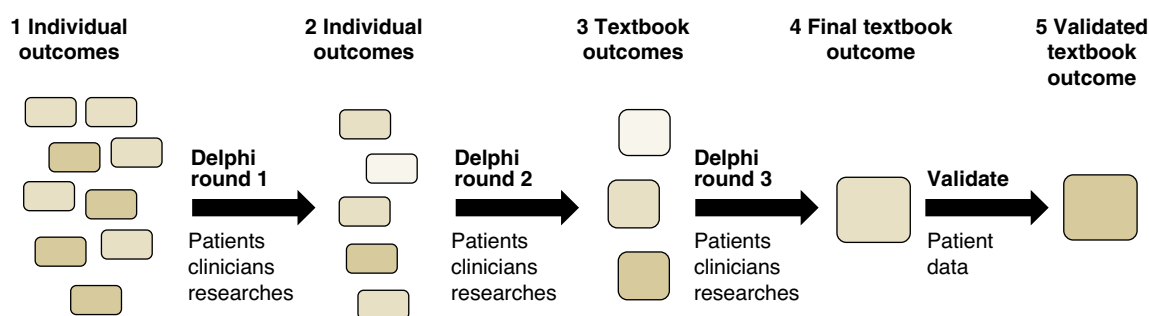 1 Individual
outcomes
2 Individual
outcomes
3 Textbook
outcomes
4 Final textbook
outcome
5 Validated
textbook
outcome
Delphi
round 1
Patients
clinicians
researches
Delphi
round 2
Patients
clinicians
researches
Delphi
round 3
Patients
clinicians
researches
Validate
Patient
data